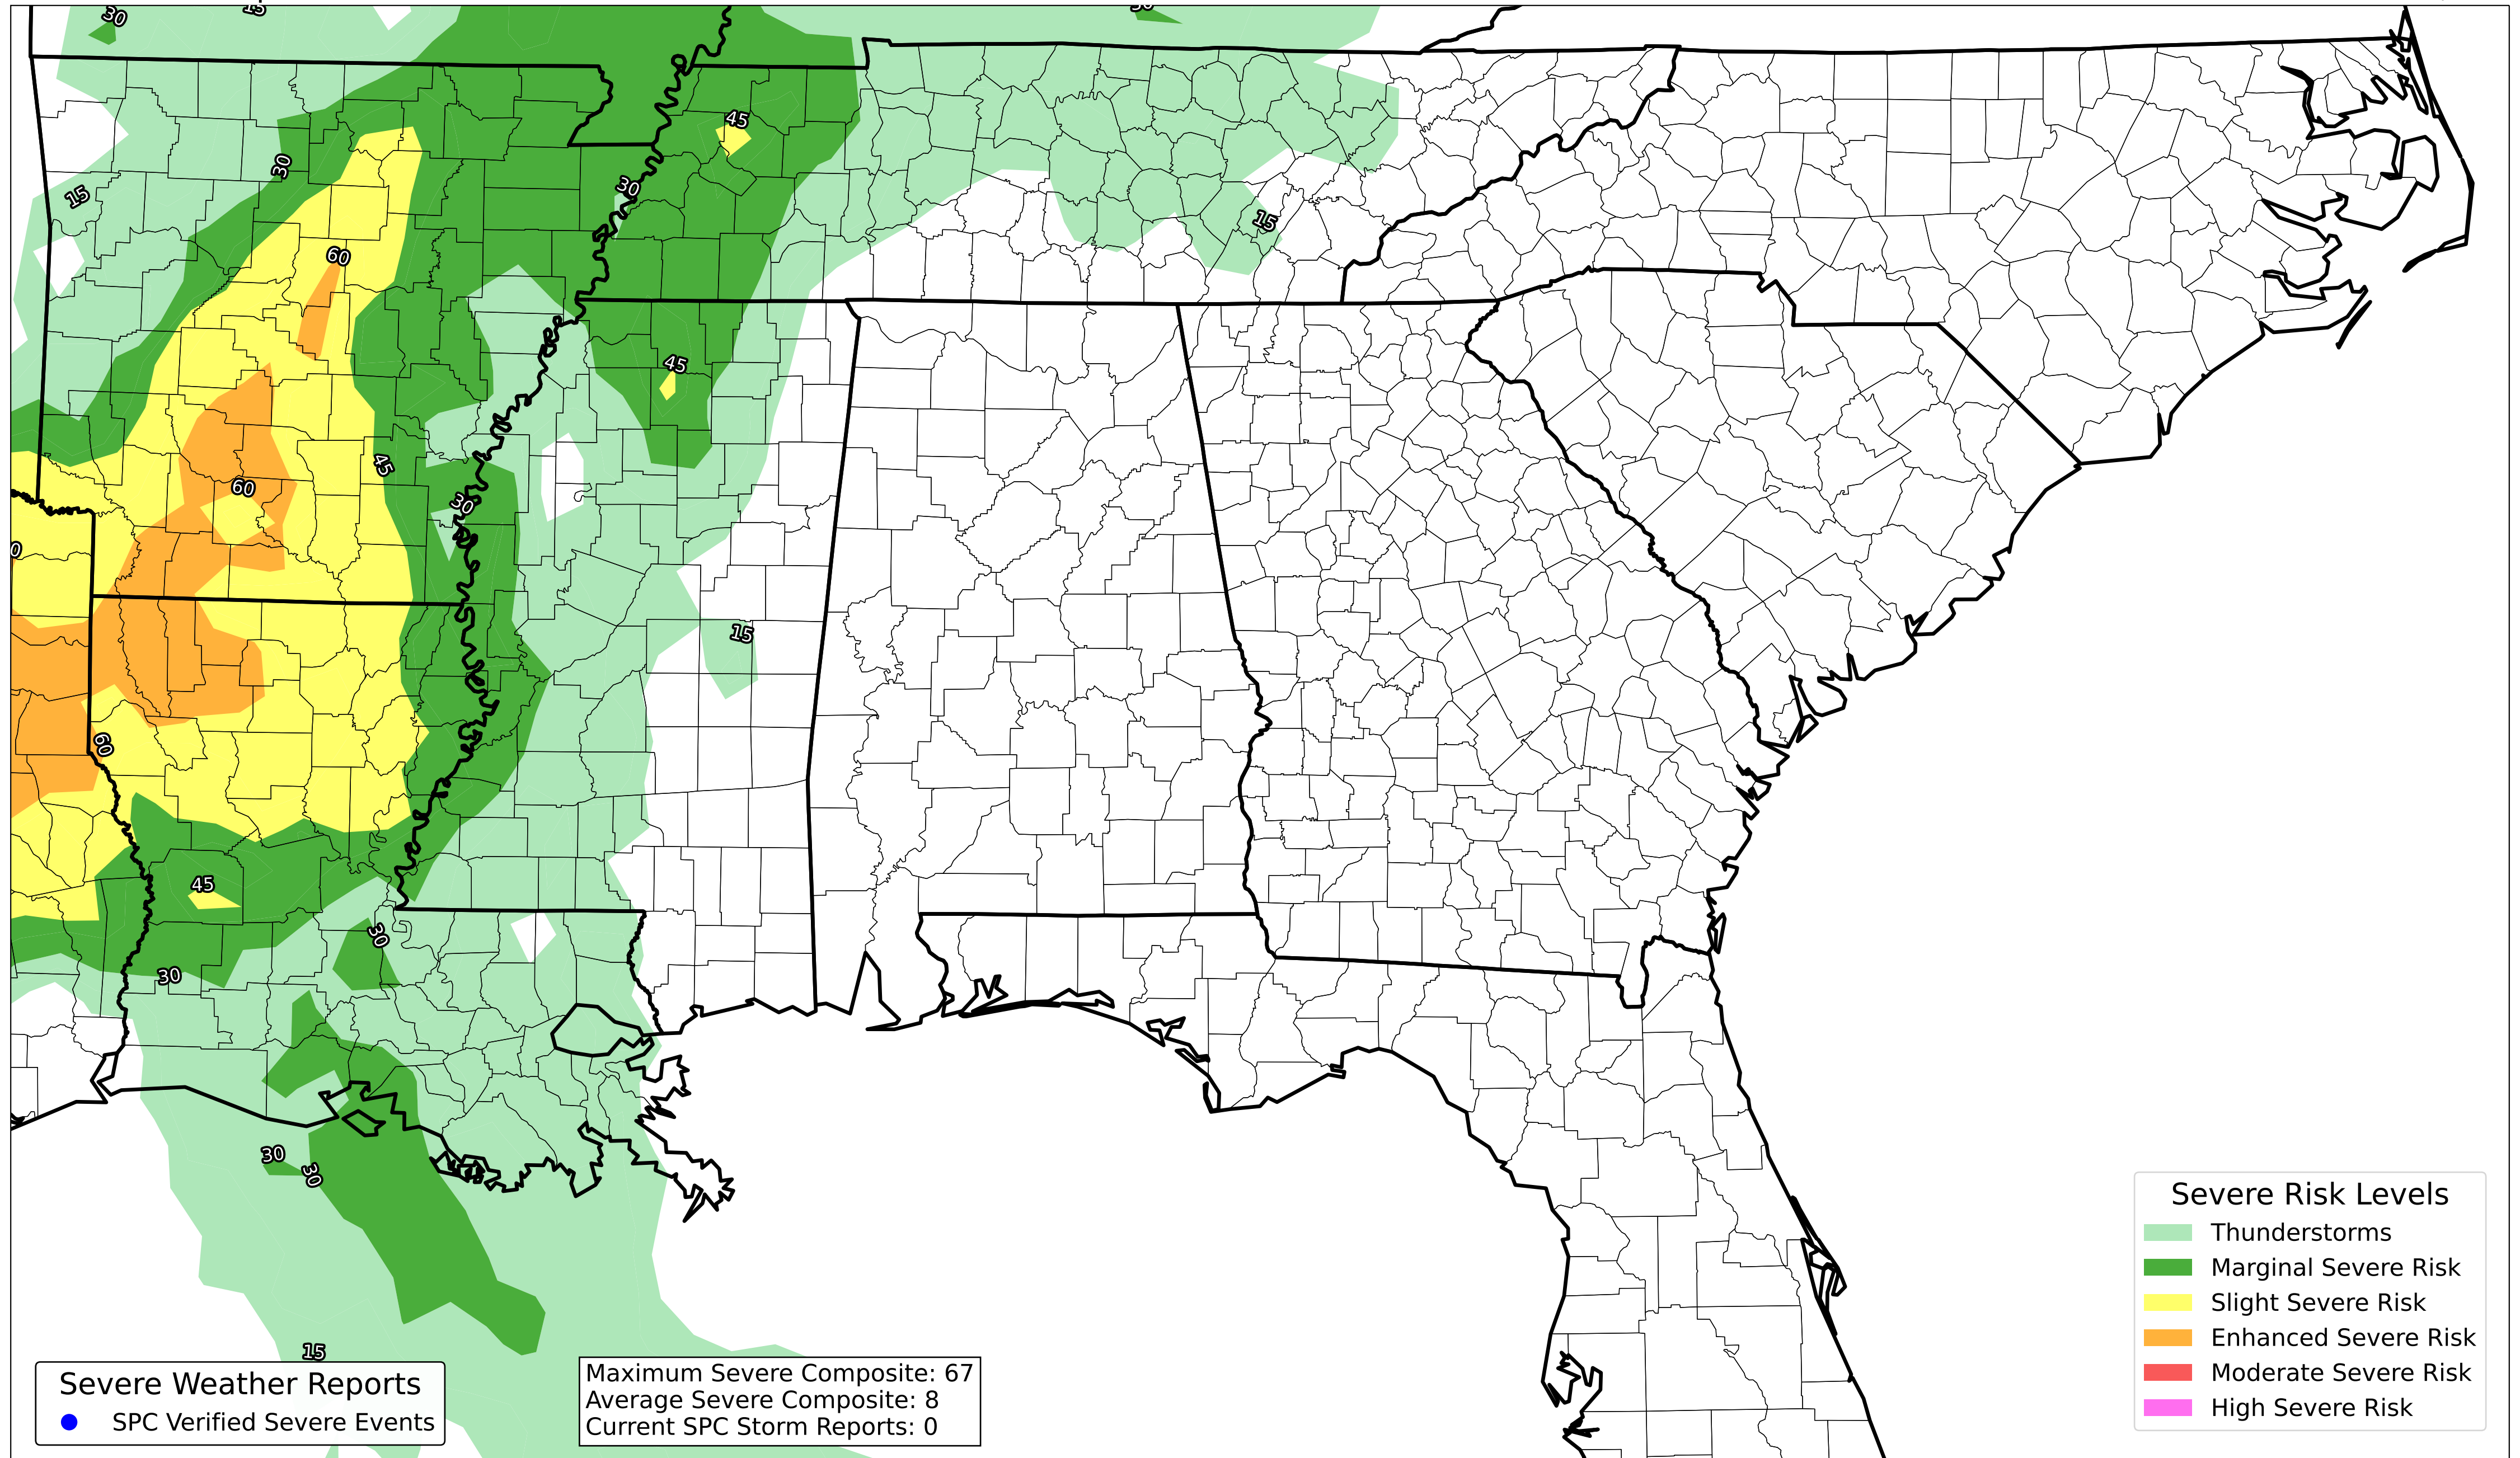 30
15
30
45
30
30
15
15
60
45
45
60
30
0
15
60
45
30
30
30
30
15
Severe Weather Reports
SPC Verified Severe Events
Maximum Severe Composite: 67
Average Severe Composite: 8
Current SPC Storm Reports: 0
Severe Risk Levels
Thunderstorms
Marginal Severe Risk
Slight Severe Risk
Enhanced Severe Risk
Moderate Severe Risk
High Severe Risk